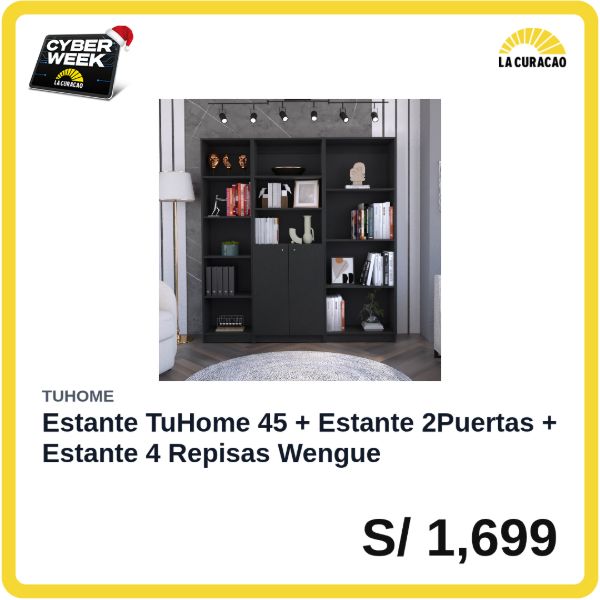 CYBER
WEEK
LA CURACAO
LA CURACAO
TUHOME
Estante TuHome 45 + Estante 2Puertas +
Estante 4 Repisas Wengue
S/ 1,699